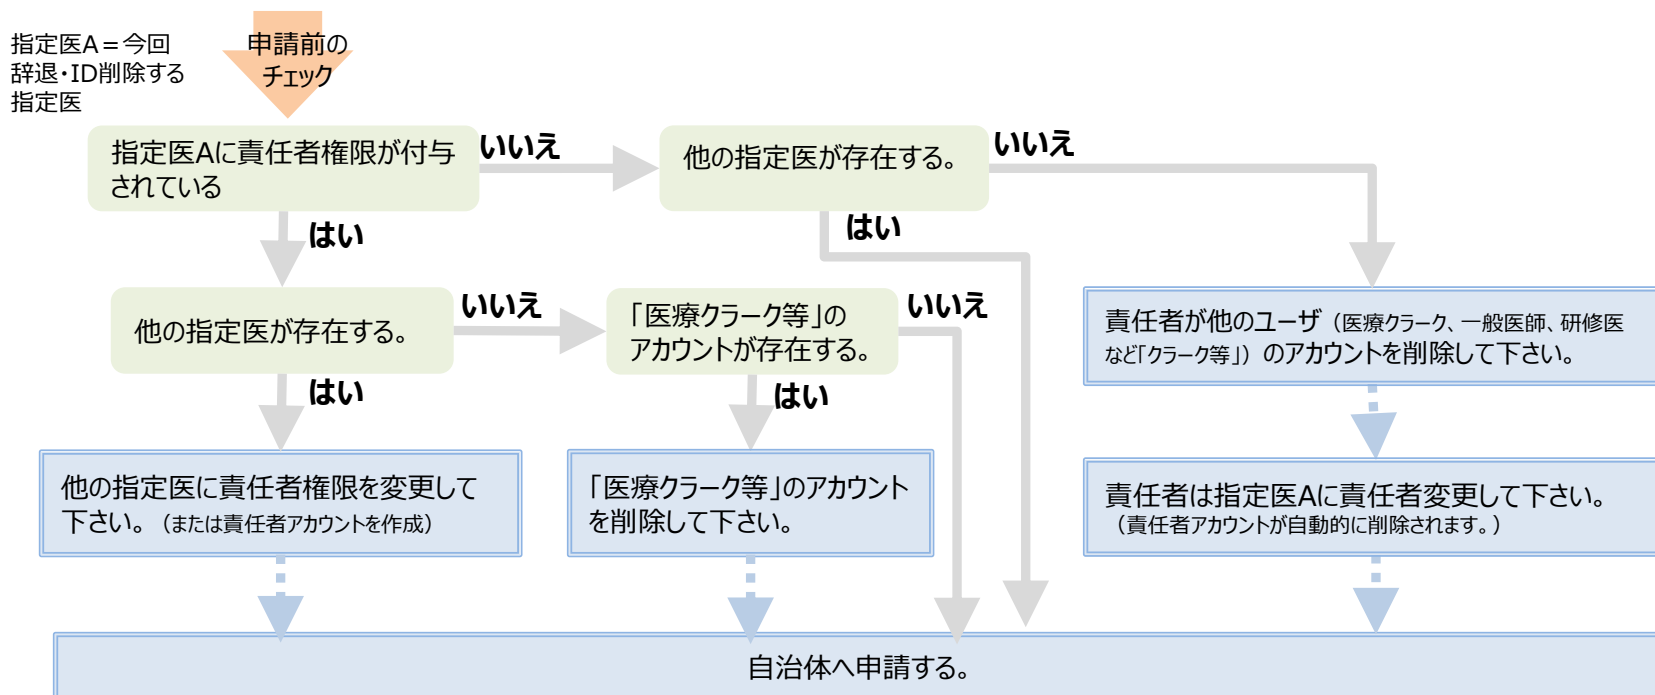 指定医A＝今回
辞退・ID削除する
指定医
申請前の
チェック
指定医Aに責任者権限が付与
されている
いいえ
他の指定医が存在する。
いいえ
はい
はい
他の指定医が存在する。
いいえ
「医療クラーク等」の
アカウントが存在する。
いいえ
責任者が他のユーザ（医療クラーク、一般医師、研修医
など「クラーク等」）のアカウントを削除して下さい。
はい
はい
他の指定医に責任者権限を変更して
下さい。（または責任者アカウントを作成）
「医療クラーク等」のアカウント
を削除して下さい。
責任者は指定医Aに責任者変更して下さい。
（責任者アカウントが自動的に削除されます。）
自治体へ申請する。